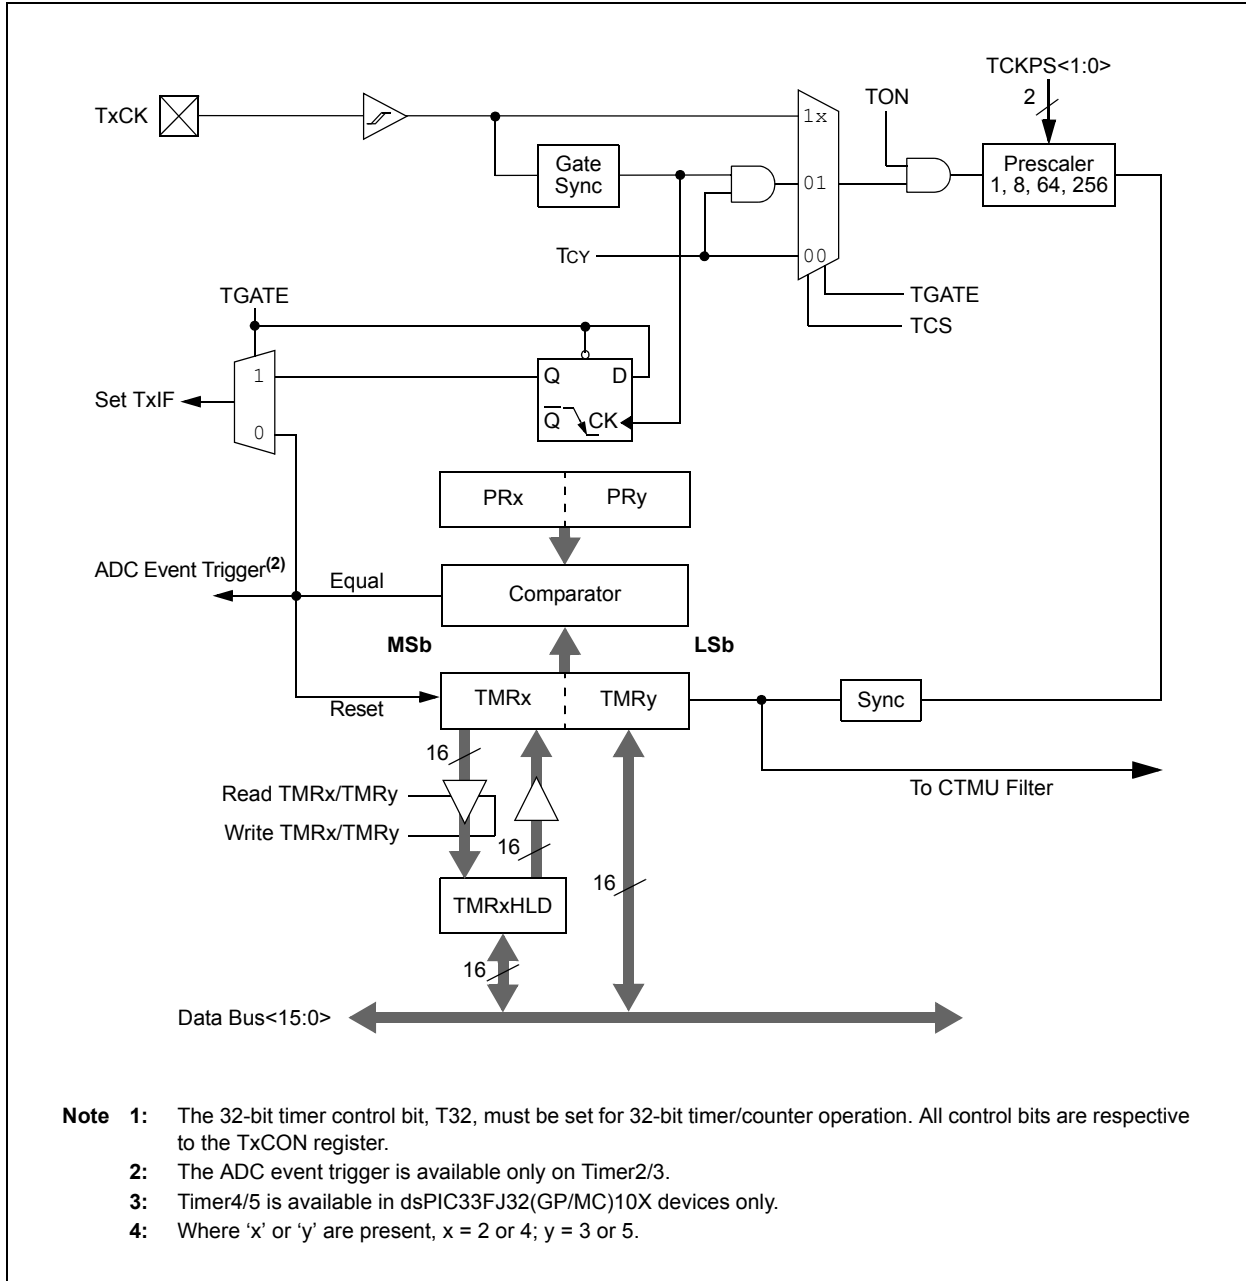 TCKPS<1:0>
TON
2
TxCK
1x
Gate
Sync
Prescaler
1, 8, 64, 256
01
TCY
00
TGATE
TGATE
TCS
1
Q
D
Set TxIF
Q
CK
0
PRx
PRy
ADC Event Trigger(2)
Equal
Comparator
MSb
LSb
TMRx
TMRy
Sync
Reset
16
To CTMU Filter
Read TMRx/TMRy
Write TMRx/TMRy
16
16
TMRxHLD
16
Data Bus<15:0>
Note 1: The 32-bit timer control bit, T32, must be set for 32-bit timer/counter operation. All control bits are respective
to the TxCON register.
2: The ADC event trigger is available only on Timer2/3.
3: Timer4/5 is available in dsPIC33FJ32(GP/MC)10X devices only.
4: Where ‘x’ or ‘y’ are present, x = 2 or 4; y = 3 or 5.